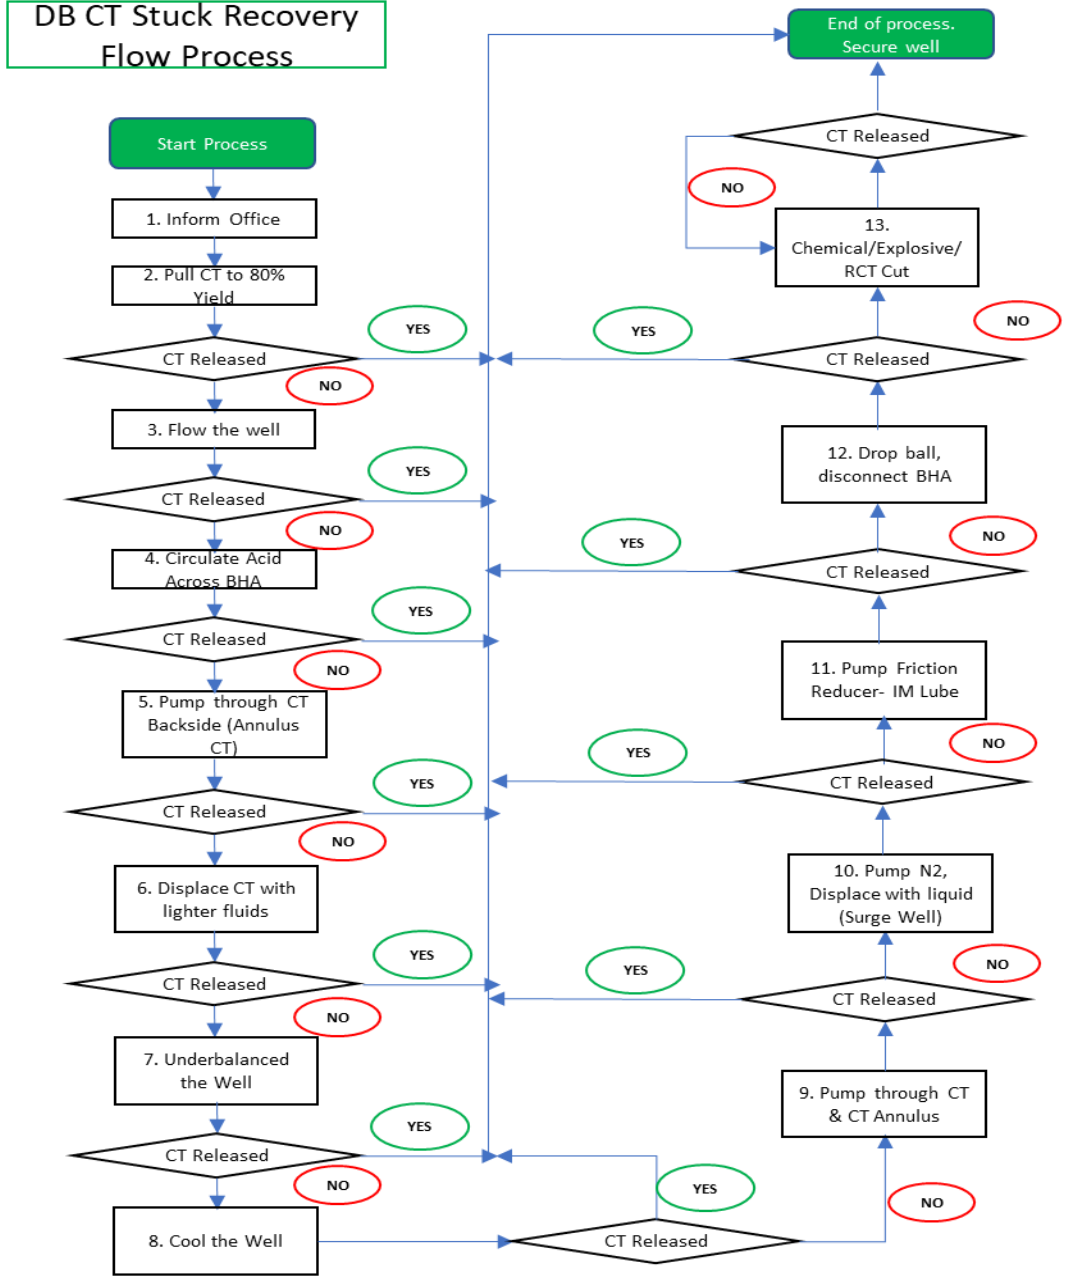 DB CT Stuck Recovery
Flow Process
Start Process
1. Inform Office
2. Pull CT to 80%
Yield
CT Released
YES
NO
3. Flow the well
CT Released
YES
NO
4. Circulate Acid
Across BHA
CT Released
YES
NO
5. Pump through CT
Backside (Annulus
CT)
CT Released
YES
NO
6. Displace CT with
lighter fluids
CT Released
YES
NO
7. Underbalanced
the Well
CT Released
YES
NO
8. Cool the Well
CT Released
YES
NO
9. Pump through CT
& CT Annulus
CT Released
YES
NO
10. Pump N2,
Displace with liquid
(Surge Well)
CT Released
YES
NO
11. Pump Friction
Reducer- IM Lube
CT Released
YES
NO
12. Drop ball,
disconnect BHA
CT Released
YES
NO
13.
Chemical/Explosive/
RCT Cut
CT Released
NO
End of process.
Secure well